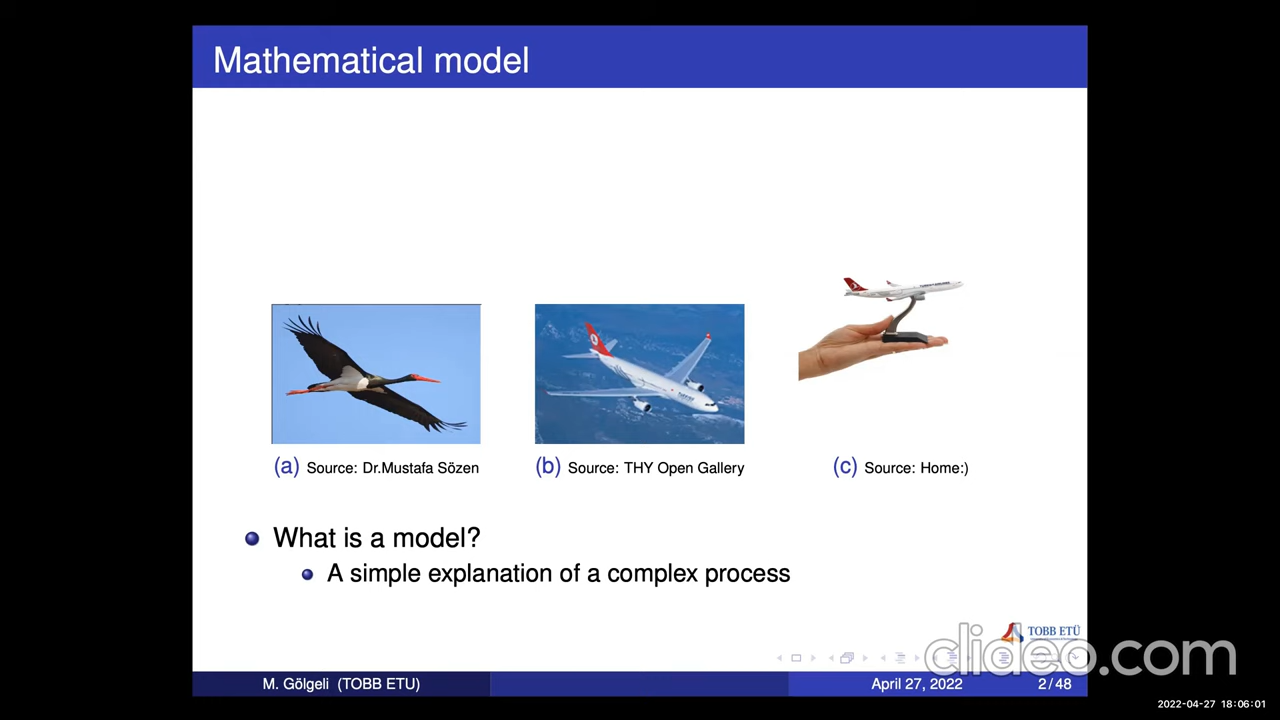 Mathematical model
(a) Source: Dr.Mustafa Sözen
(b) Source: THY Open Gallery
(c) Source: Home:)
What is a model?
A simple explanation of a complex process
TOBB ETÜ
clideo.com
M. Gölgeli (TOBB ETU)
April 27, 2022
2/48
2022-04-27 18:06:01